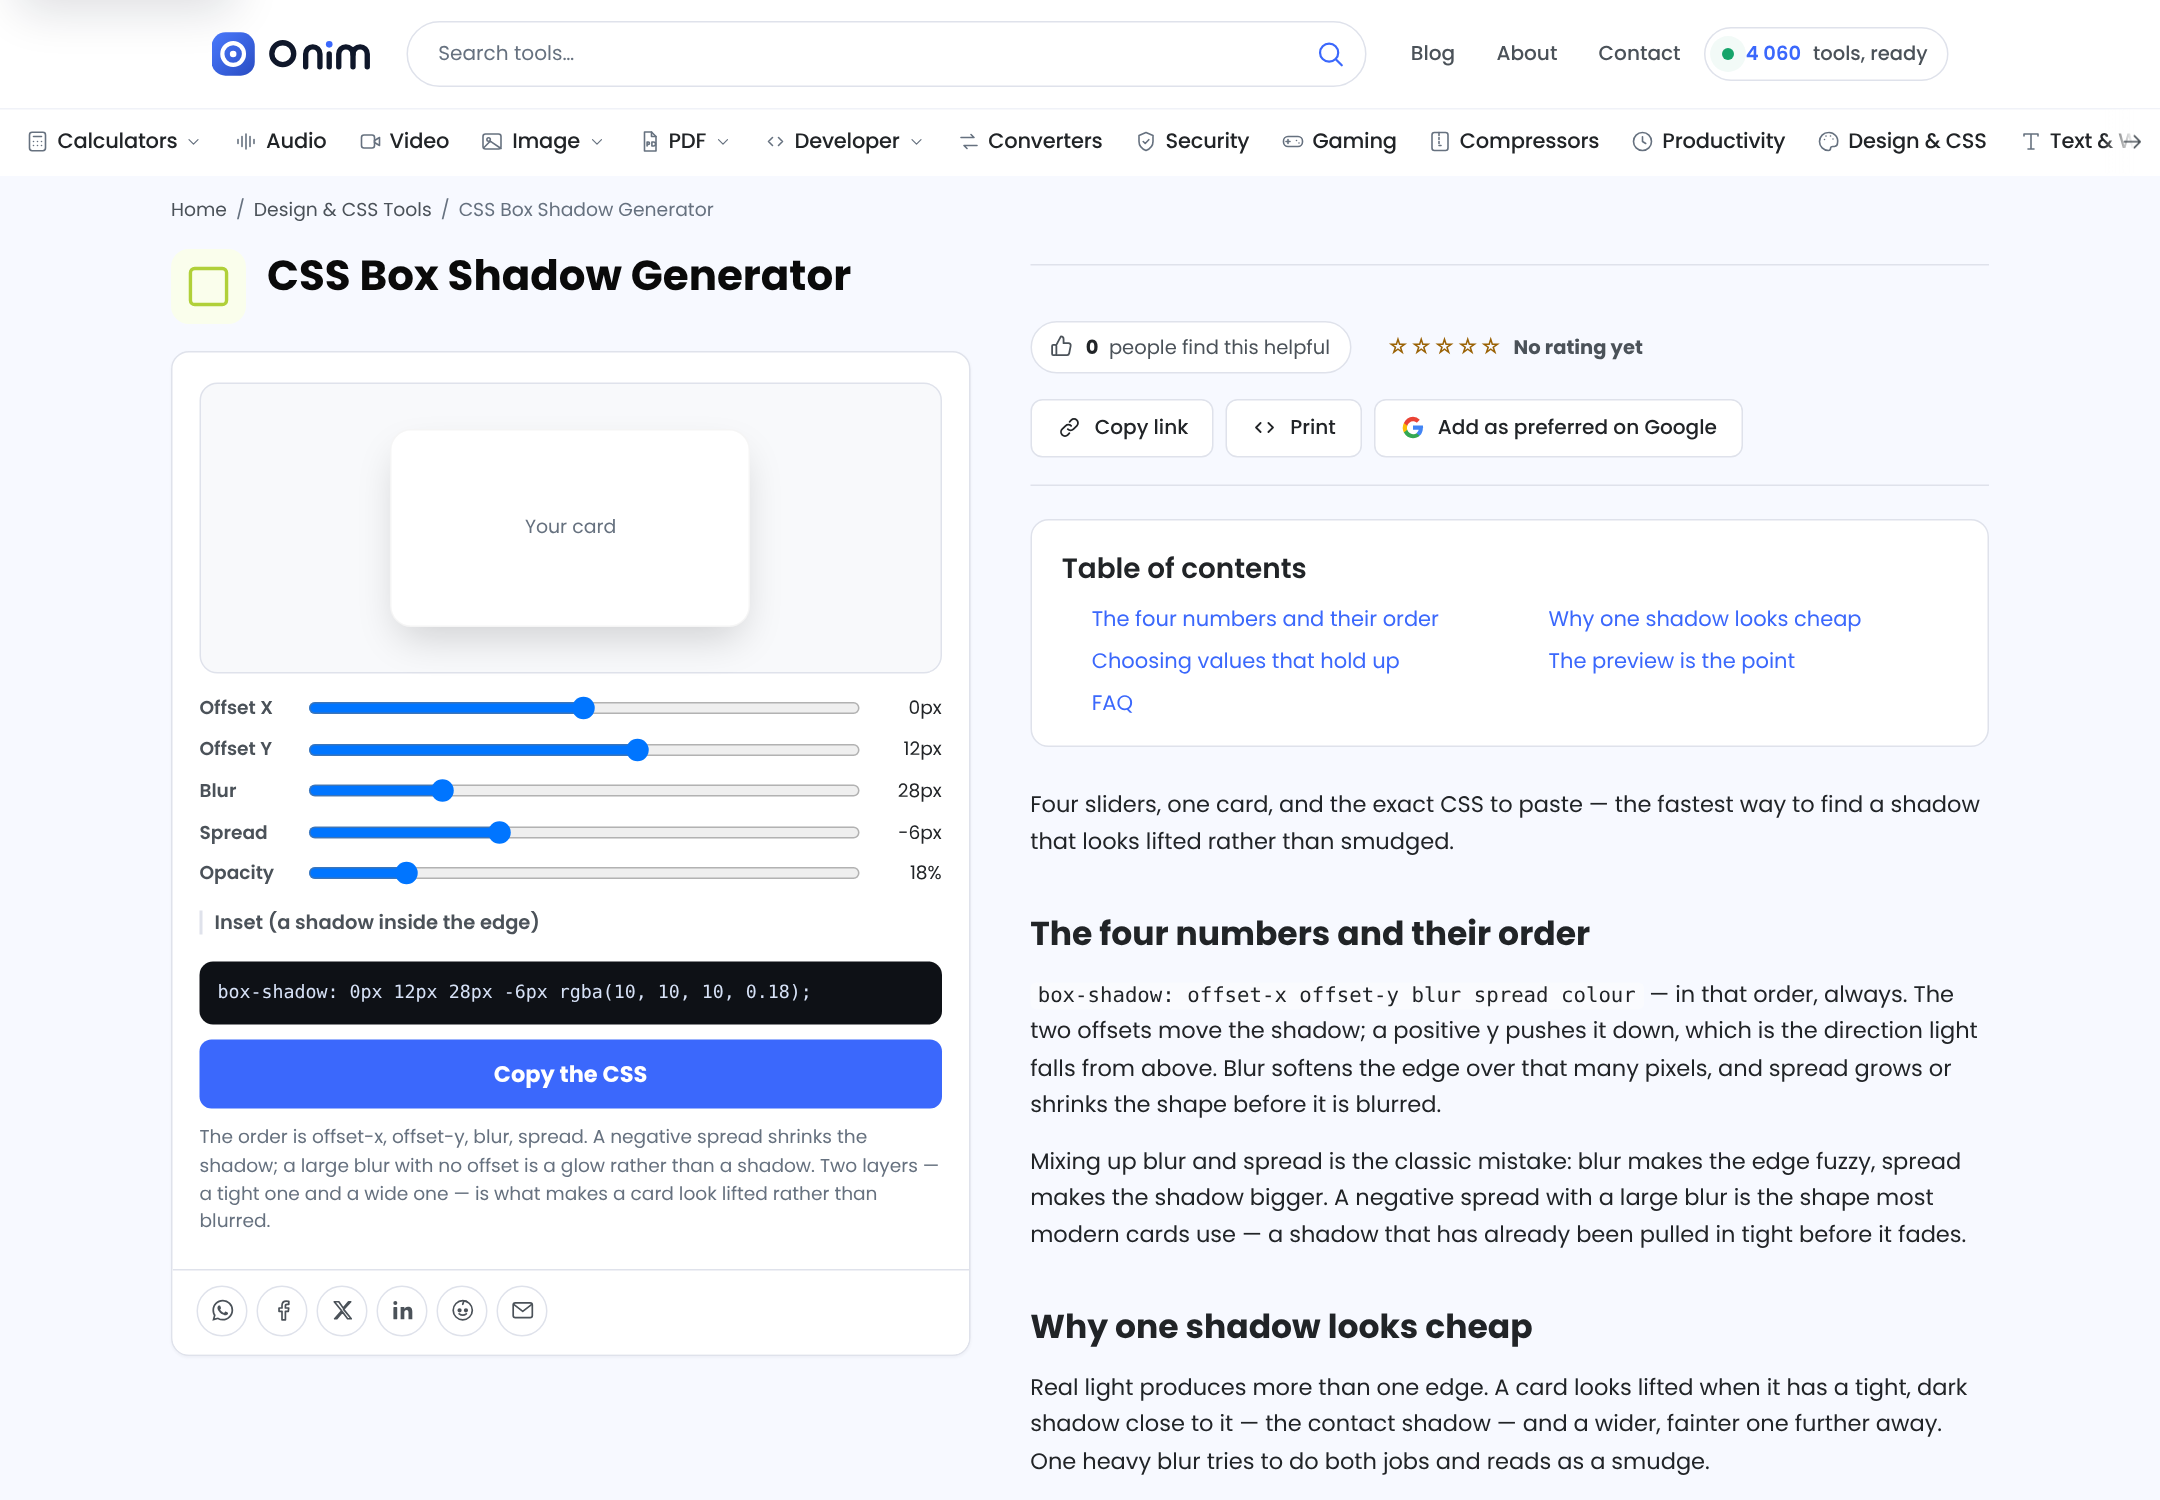 Onim
Search tools...
Blog
About
Contact
4 060 tools, ready
Calculators
Audio
Video
Image
PDF
Developer
Converters
Security
Gaming
Compressors
Productivity
Design & CSS
Text &
Home / Design & CSS Tools / CSS Box Shadow Generator
CSS Box Shadow Generator
Your card
Offset X 0px
Offset Y 12px
Blur 28px
Spread -6px
Opacity 18%
Inset (a shadow inside the edge)
box-shadow: 0px 12px 28px -6px rgba(10, 10, 10, 0.18);
Copy the CSS
The order is offset-x, offset-y, blur, spread. A negative spread shrinks the
shadow; a large blur with no offset is a glow rather than a shadow. Two layers —
a tight one and a wide one — is what makes a card look lifted rather than
blurred.
0 people find this helpful
No rating yet
Copy link
Print
Add as preferred on Google
Table of contents
The four numbers and their order
Why one shadow looks cheap
Choosing values that hold up
The preview is the point
FAQ
Four sliders, one card, and the exact CSS to paste — the fastest way to find a shadow
that looks lifted rather than smudged.
The four numbers and their order
box-shadow: offset-x offset-y blur spread colour — in that order, always. The
two offsets move the shadow; a positive y pushes it down, which is the direction light
falls from above. Blur softens the edge over that many pixels, and spread grows or
shrinks the shape before it is blurred.
Mixing up blur and spread is the classic mistake: blur makes the edge fuzzy, spread
makes the shadow bigger. A negative spread with a large blur is the shape most
modern cards use — a shadow that has already been pulled in tight before it fades.
Why one shadow looks cheap
Real light produces more than one edge. A card looks lifted when it has a tight, dark
shadow close to it — the contact shadow — and a wider, fainter one further away.
One heavy blur tries to do both jobs and reads as a smudge.